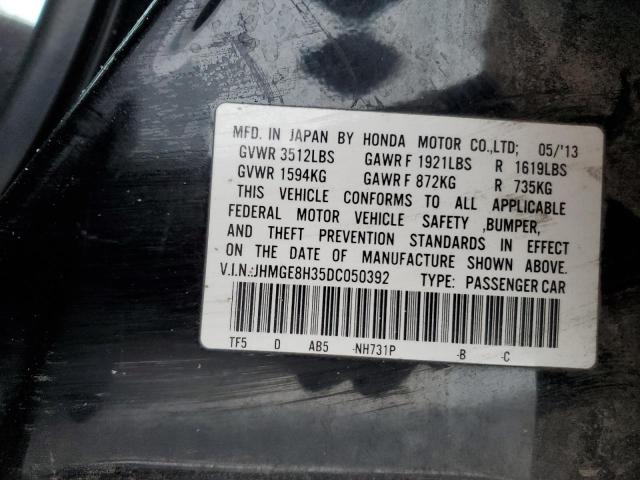 MFD. IN JAPAN BY HONDA MOTOR CO.,LTD; 05/'13
GVWR 3512LBS GAWR F 1921LBS R 1619LBS
GVWR 1594KG GAWR F 872KG R 735KG
THIS VEHICLE CONFORMS TO ALL APPLICABLE
FEDERAL MOTOR VEHICLE SAFETY ,BUMPER,
AND THEFT PREVENTION STANDARDS IN EFFECT
ON THE DATE OF MANUFACTURE SHOWN ABOVE.
V.I.N.:JHMGE8H35DC050392 TYPE: PASSENGER CAR
TF5 D AB5 -NH731P -B -C